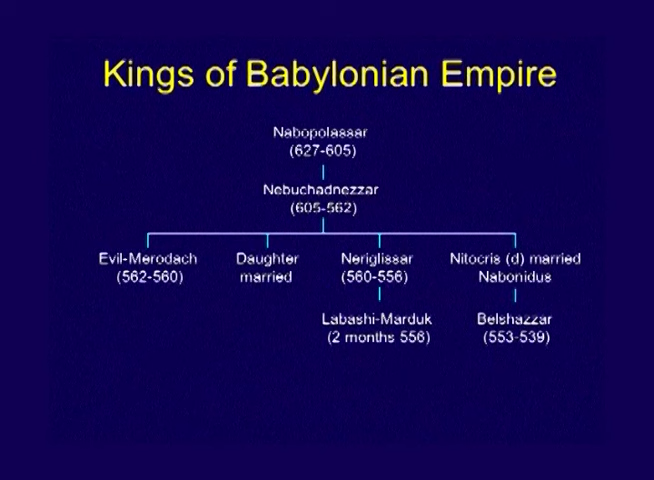 Kings of Babylonian Empire
Nabopolassar
(627-605)
Nebuchadnezzar
(605-562)
Evil-Merodach
(562-560)
Daughter
married
Neriglissar
(560-556)
Nitocris (d) married
Nabonidus
Labashi-Marduk
(2 months 556)
Belshazzar
(553-539)